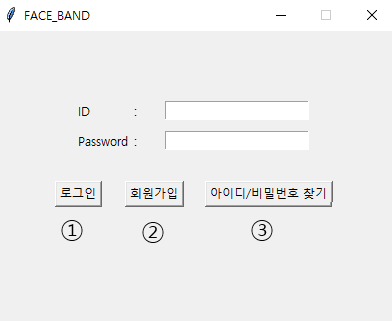 FACE_BAND
ID :
Password :
로그인 회원가입 아이디/비밀번호 찾기
① ② ③